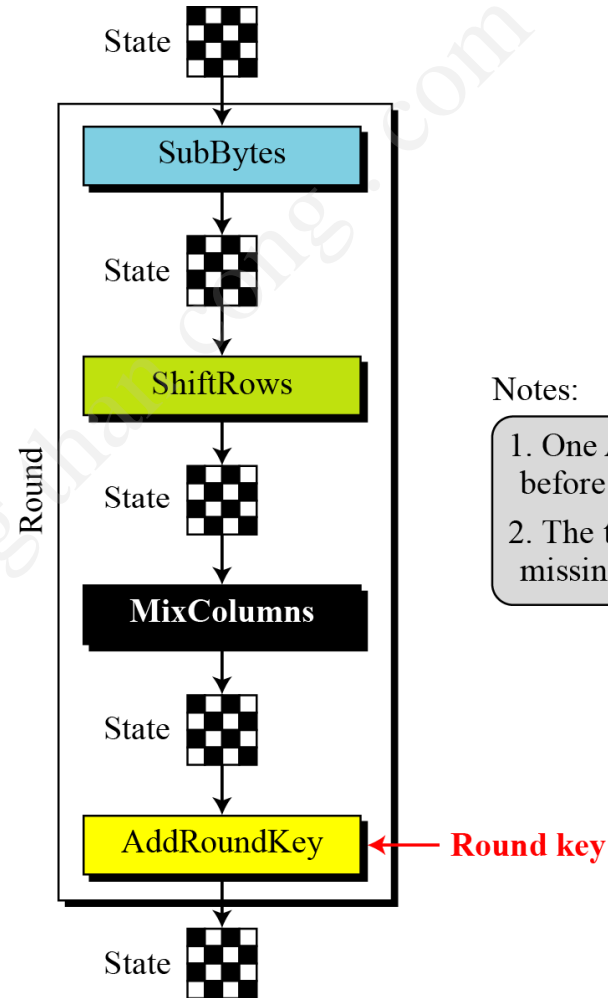 State
SubBytes
State
ShiftRows
Round
State
MixColumns
State
AddRoundKey
Round key
State
Notes:
1. One A
before
2. The t
missin